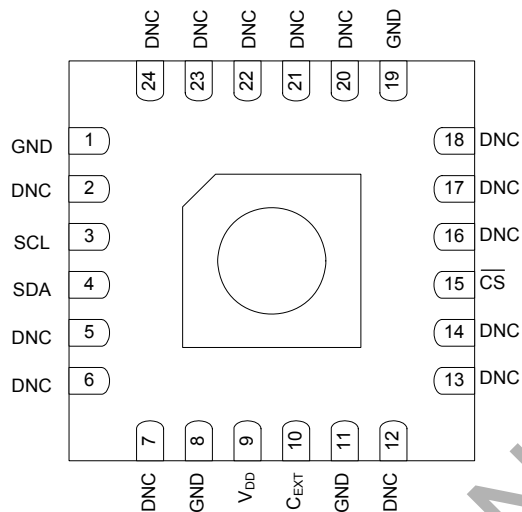 DNC DNC DNC DNC DNC GND
24 23 22 21 20 19
GND 1
DNC 2
SCL 3
SDA 4
DNC 5
DNC 6
18 DNC
17 DNC
16 DNC
15 CS
14 DNC
13 DNC
7 8 9 10 11 12
DNC GND VDD CEXT GND DNC